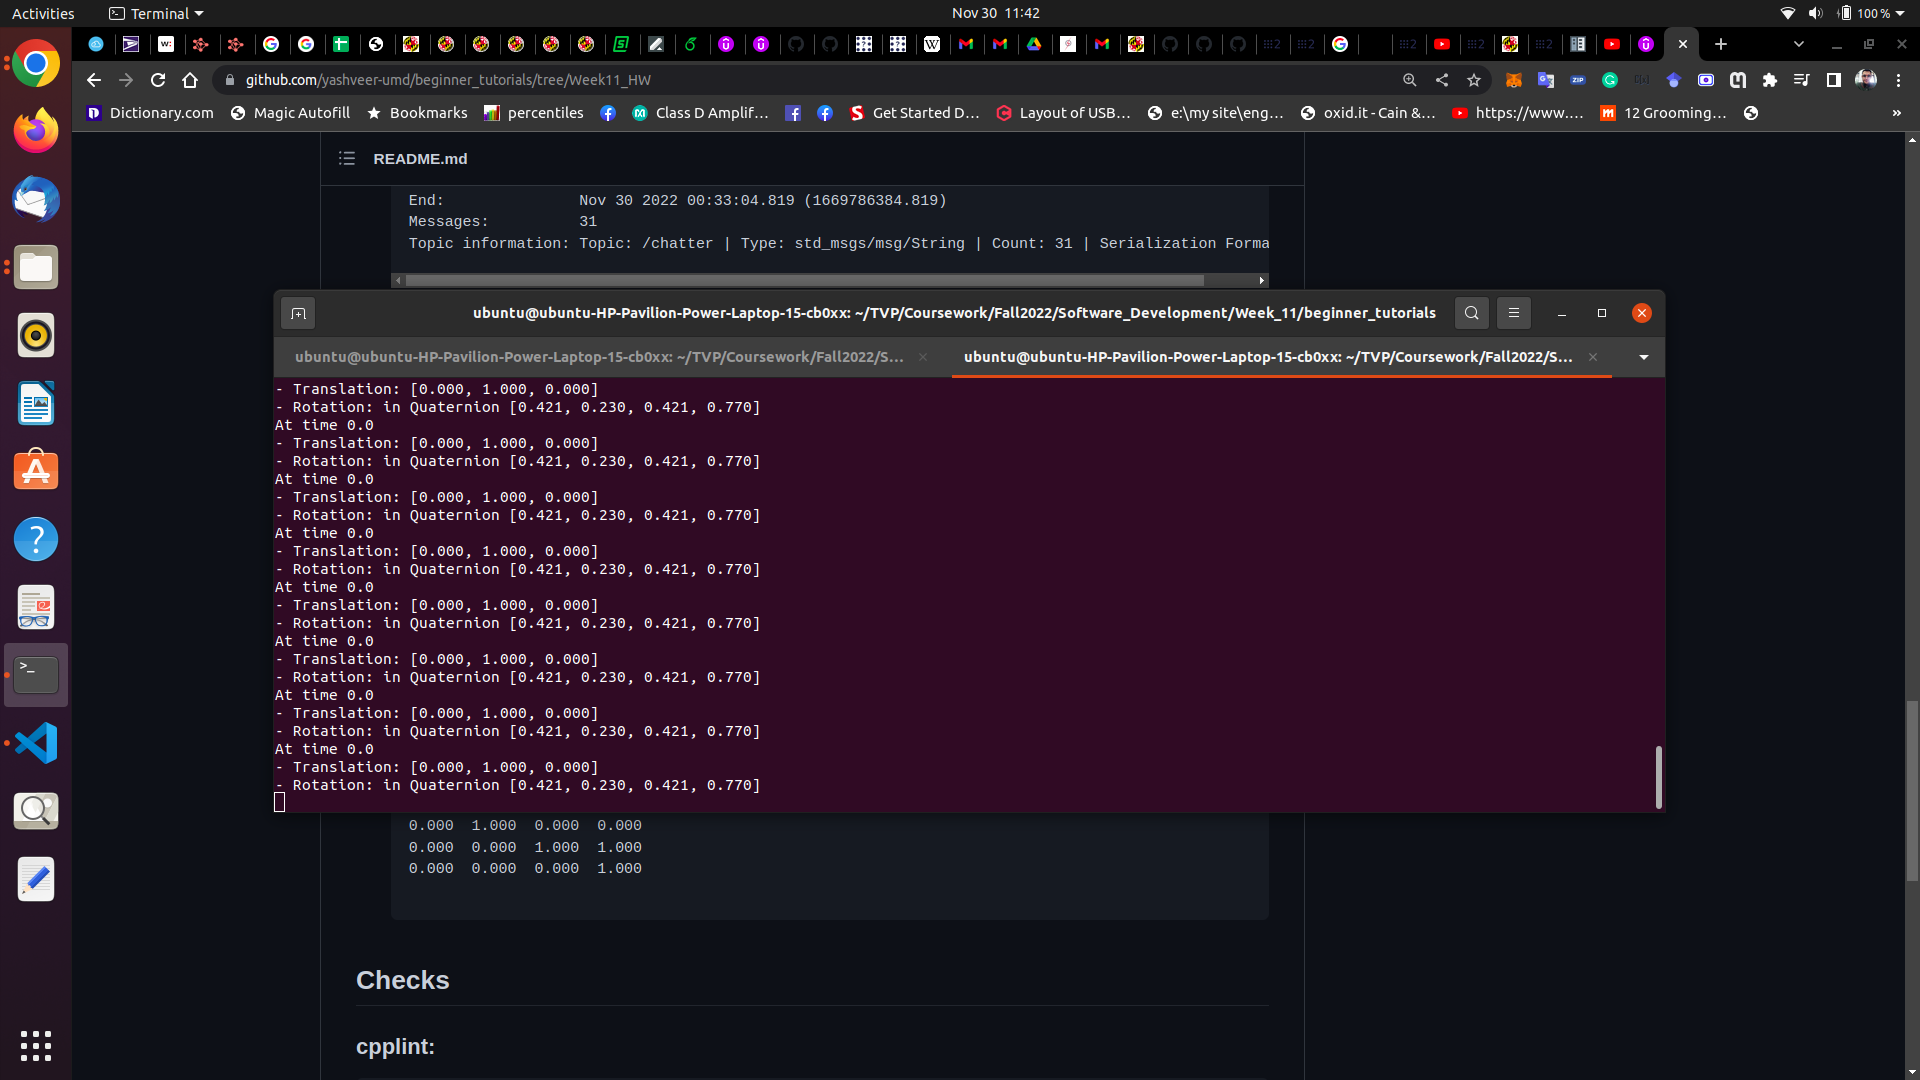 Activities
Terminal
Nov 30 11:42
100 %
github.com/yashveer-umd/beginner_tutorials/tree/Week11_HW
Dictionary.com
Magic Autofill
Bookmarks
percentiles
Class D Amplif…
Get Started D…
Layout of USB…
e:\my site\eng…
oxid.it - Cain &…
https://www.…
12 Grooming…
»
README.md
End: Nov 30 2022 00:33:04.819 (1669786384.819)
Messages: 31
Topic information: Topic: /chatter | Type: std_msgs/msg/String | Count: 31 | Serialization Forma
ubuntu@ubuntu-HP-Pavilion-Power-Laptop-15-cb0xx: ~/TVP/Coursework/Fall2022/Software_Development/Week_11/beginner_tutorials
ubuntu@ubuntu-HP-Pavilion-Power-Laptop-15-cb0xx: ~/TVP/Coursework/Fall2022/S…
ubuntu@ubuntu-HP-Pavilion-Power-Laptop-15-cb0xx: ~/TVP/Coursework/Fall2022/S…
- Translation: [0.000, 1.000, 0.000]
- Rotation: in Quaternion [0.421, 0.230, 0.421, 0.770]
At time 0.0
- Translation: [0.000, 1.000, 0.000]
- Rotation: in Quaternion [0.421, 0.230, 0.421, 0.770]
At time 0.0
- Translation: [0.000, 1.000, 0.000]
- Rotation: in Quaternion [0.421, 0.230, 0.421, 0.770]
At time 0.0
- Translation: [0.000, 1.000, 0.000]
- Rotation: in Quaternion [0.421, 0.230, 0.421, 0.770]
At time 0.0
- Translation: [0.000, 1.000, 0.000]
- Rotation: in Quaternion [0.421, 0.230, 0.421, 0.770]
At time 0.0
- Translation: [0.000, 1.000, 0.000]
- Rotation: in Quaternion [0.421, 0.230, 0.421, 0.770]
At time 0.0
- Translation: [0.000, 1.000, 0.000]
- Rotation: in Quaternion [0.421, 0.230, 0.421, 0.770]
At time 0.0
- Translation: [0.000, 1.000, 0.000]
- Rotation: in Quaternion [0.421, 0.230, 0.421, 0.770]
0.000 1.000 0.000 0.000
0.000 0.000 1.000 1.000
0.000 0.000 0.000 1.000
Checks
cpplint: